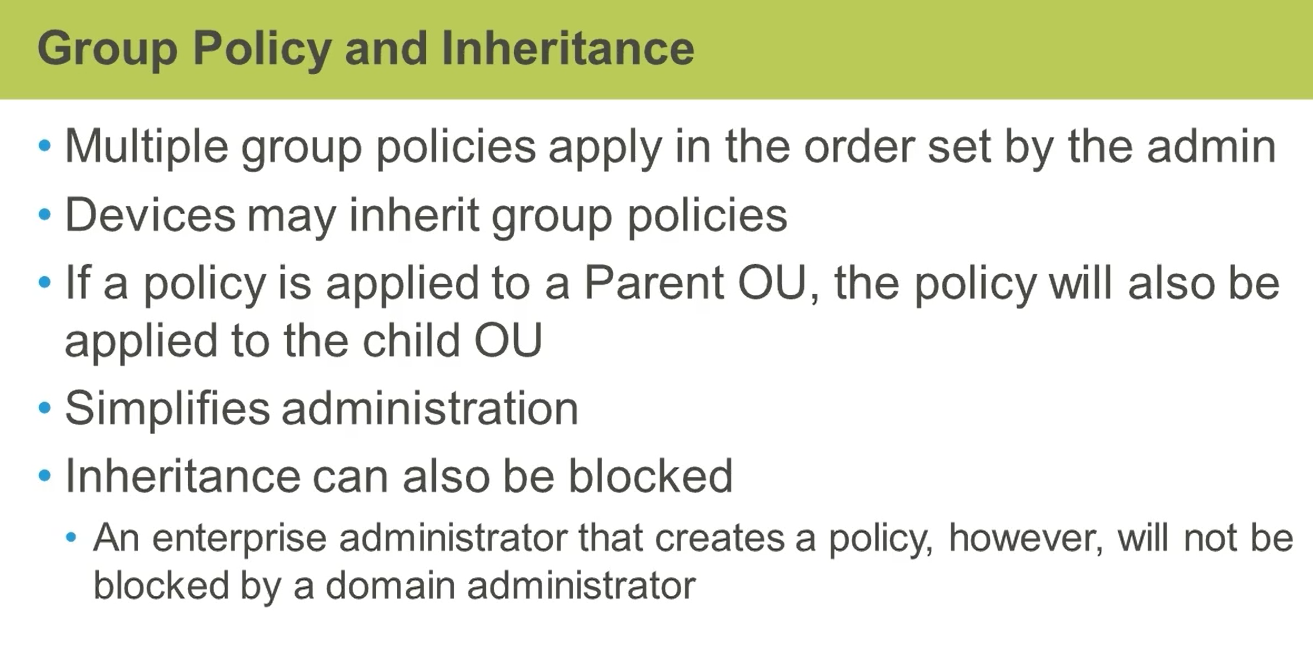 Group Policy and Inheritance
• Multiple group policies apply in the order set by the admin
• Devices may inherit group policies
• If a policy is applied to a Parent OU, the policy will also be
applied to the child OU
• Simplifies administration
• Inheritance can also be blocked
• An enterprise administrator that creates a policy, however, will not be
blocked by a domain administrator